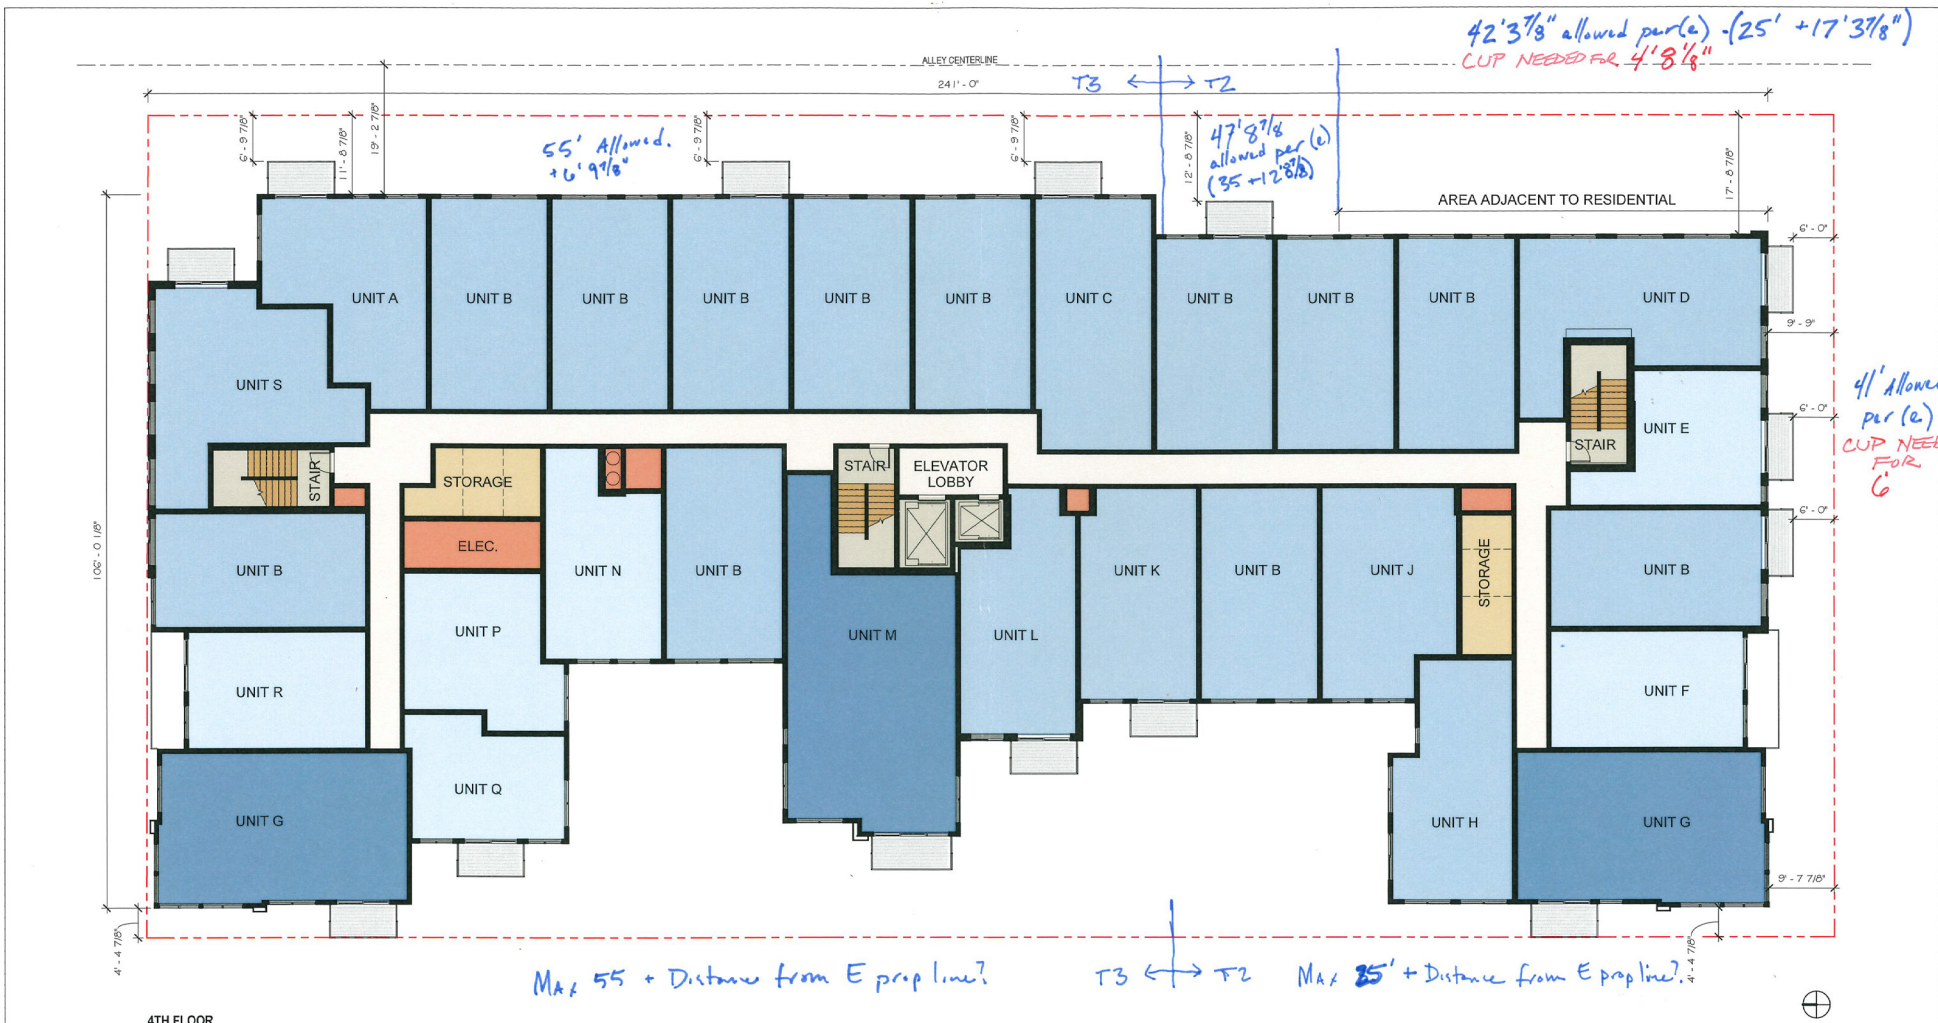 42'3 7/8" allowed per (e) - (25' + 17'3 7/8")
CUP NEEDED FOR 4'8 1/8"
ALLEY CENTERLINE
241' - 0"
T3 ← → T2
6' - 9 7/8"
11' - 8 7/8"
19' - 2 7/8"
55' Allowed.
+ 6' 9 7/8"
6' - 9 7/8"
6' - 9 7/8"
12' - 8 7/8"
47' 8 7/8
allowed per (e)
(35 + 12'8 7/8)
AREA ADJACENT TO RESIDENTIAL
17' - 8 7/8"
6' - 0"
UNIT A
UNIT B
UNIT B
UNIT B
UNIT B
UNIT B
UNIT C
UNIT B
UNIT B
UNIT B
UNIT D
9' - 9"
UNIT S
41' Allowe
per (e)
CUP NEE
FOR
6'
6' - 0"
UNIT E
STAIR
STAIR
STORAGE
STAIR
ELEVATOR
LOBBY
6' - 0"
106' - 0 1/8"
ELEC.
UNIT B
UNIT N
UNIT B
UNIT K
UNIT B
UNIT J
STORAGE
UNIT B
UNIT P
UNIT M
UNIT L
UNIT R
UNIT F
UNIT Q
UNIT G
UNIT H
UNIT G
9' - 7 7/8"
4' - 4 7/8"
4' - 4 7/8"
MAX 55 + Distance from E prop line?
T3 ← → T2
MAX 35' + Distance from E prop line?
4TH FLOOR